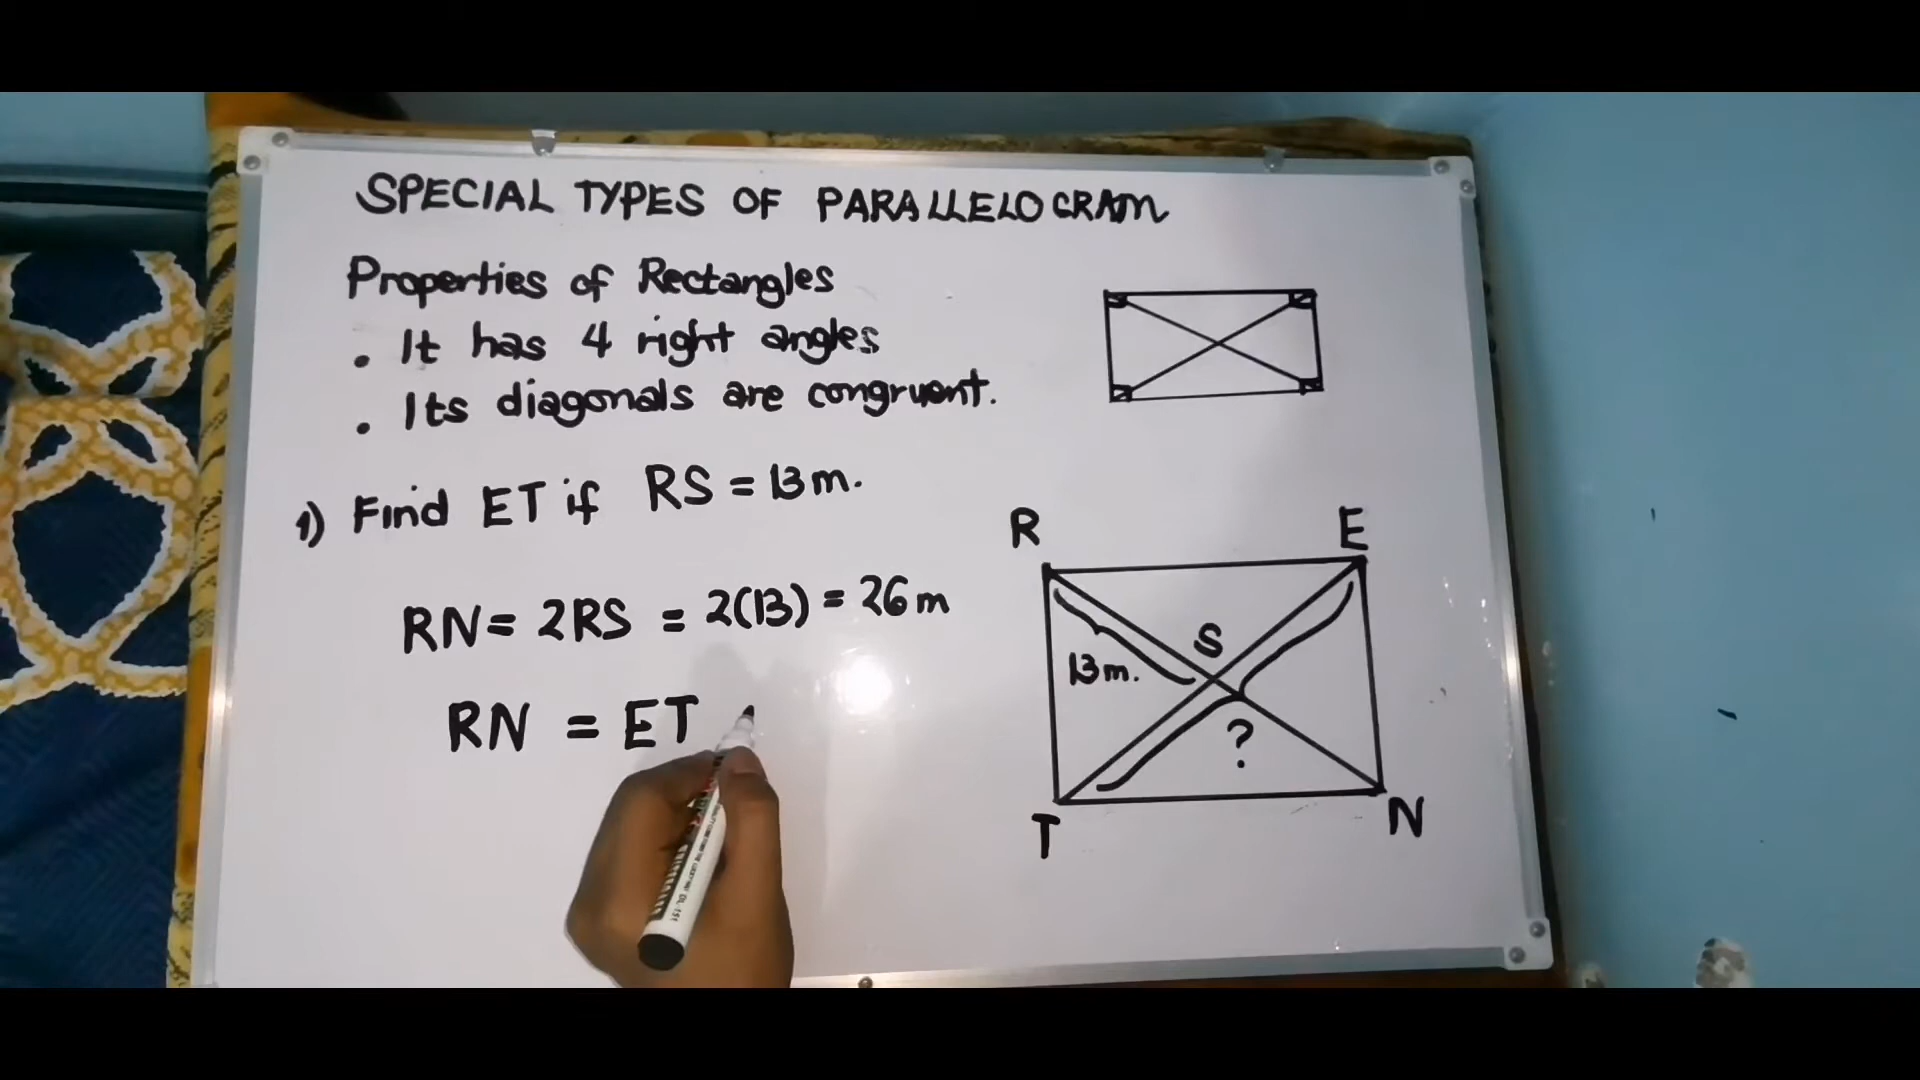 SPECIAL TYPES OF PARALLELOGRAM
Properties of Rectangles
. It has 4 right angles
. Its diagonals are congruent.
1) Find ET if RS = 13m.
RN = 2RS = 2(13) = 26m
RN = ET
R E
S
13m.
?
T N